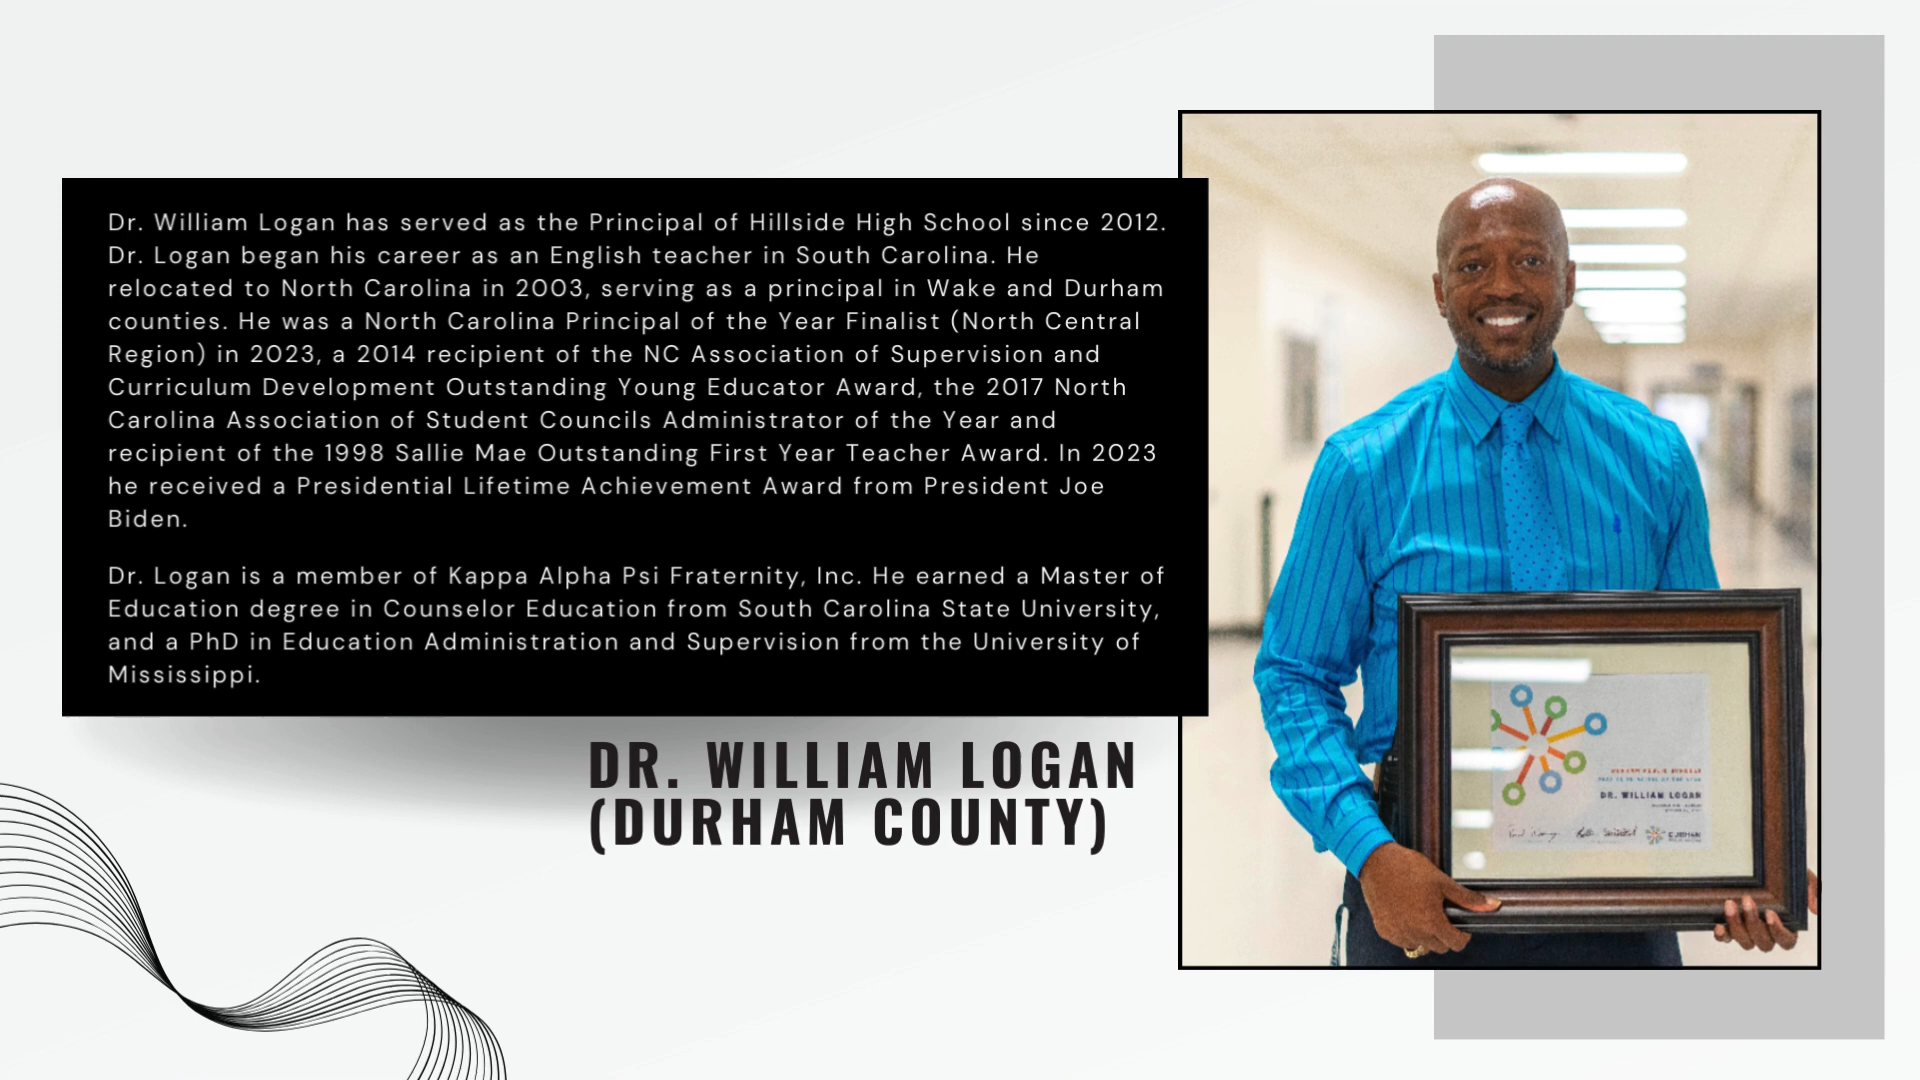 Dr. William Logan has served as the Principal of Hillside High School since 2012.
Dr. Logan began his career as an English teacher in South Carolina. He
relocated to North Carolina in 2003, serving as a principal in Wake and Durham
counties. He was a North Carolina Principal of the Year Finalist (North Central
Region) in 2023, a 2014 recipient of the NC Association of Supervision and
Curriculum Development Outstanding Young Educator Award, the 2017 North
Carolina Association of Student Councils Administrator of the Year and
recipient of the 1998 Sallie Mae Outstanding First Year Teacher Award. In 2023
he received a Presidential Lifetime Achievement Award from President Joe
Biden.
Dr. Logan is a member of Kappa Alpha Psi Fraternity, Inc. He earned a Master of
Education degree in Counselor Education from South Carolina State University,
and a PhD in Education Administration and Supervision from the University of
Mississippi.
DR. WILLIAM LOGAN
(DURHAM COUNTY)
DR. WILLIAM LOGAN